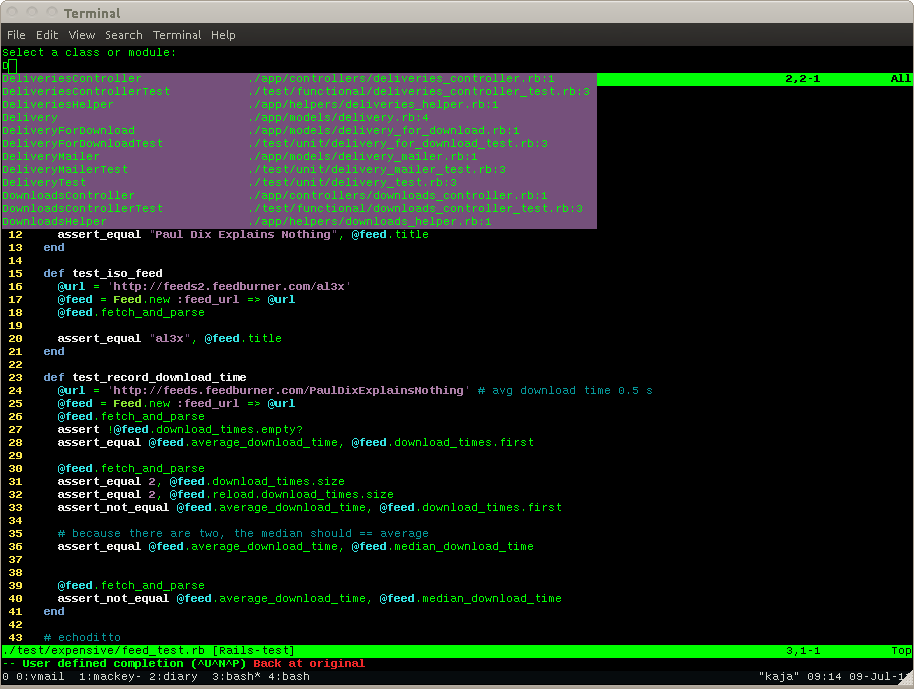 Terminal
File Edit View Search Terminal Help
Select a class or module:
D
DeliveriesController ./app/controllers/deliveries_controller.rb:1 2,2-1 All
DeliveriesControllerTest ./test/functional/deliveries_controller_test.rb:3
DeliveriesHelper ./app/helpers/deliveries_helper.rb:1
Delivery ./app/models/delivery.rb:4
DeliveryForDownload ./app/models/delivery_for_download.rb:1
DeliveryForDownloadTest ./test/unit/delivery_for_download_test.rb:3
DeliveryMailer ./app/models/delivery_mailer.rb:1
DeliveryMailerTest ./test/unit/delivery_mailer_test.rb:3
DeliveryTest ./test/unit/delivery_test.rb:3
DownloadsController ./app/controllers/downloads_controller.rb:1
DownloadsControllerTest ./test/functional/downloads_controller_test.rb:3
DownloadsHelper ./app/helpers/downloads_helper.rb:1
12 assert_equal "Paul Dix Explains Nothing", @feed.title
13 end
14
15 def test_iso_feed
16 @url = 'http://feeds2.feedburner.com/al3x'
17 @feed = Feed.new :feed_url => @url
18 @feed.fetch_and_parse
19
20 assert_equal "al3x", @feed.title
21 end
22
23 def test_record_download_time
24 @url = 'http://feeds.feedburner.com/PaulDixExplainsNothing' # avg download time 0.5 s
25 @feed = Feed.new :feed_url => @url
26 @feed.fetch_and_parse
27 assert !@feed.download_times.empty?
28 assert_equal @feed.average_download_time, @feed.download_times.first
29
30 @feed.fetch_and_parse
31 assert_equal 2, @feed.download_times.size
32 assert_equal 2, @feed.reload.download_times.size
33 assert_not_equal @feed.average_download_time, @feed.download_times.first
34
35 # because there are two, the median should == average
36 assert_equal @feed.average_download_time, @feed.median_download_time
37
38
39 @feed.fetch_and_parse
40 assert_not_equal @feed.average_download_time, @feed.median_download_time
41 end
42
43 # echoditto
./test/expensive/feed_test.rb [Rails-test] 3,1-1 Top
-- User defined completion (^U^N^P) Back at original
0 0:vmail 1:mackey- 2:diary 3:bash* 4:bash "kaja" 09:14 09-Jul-1